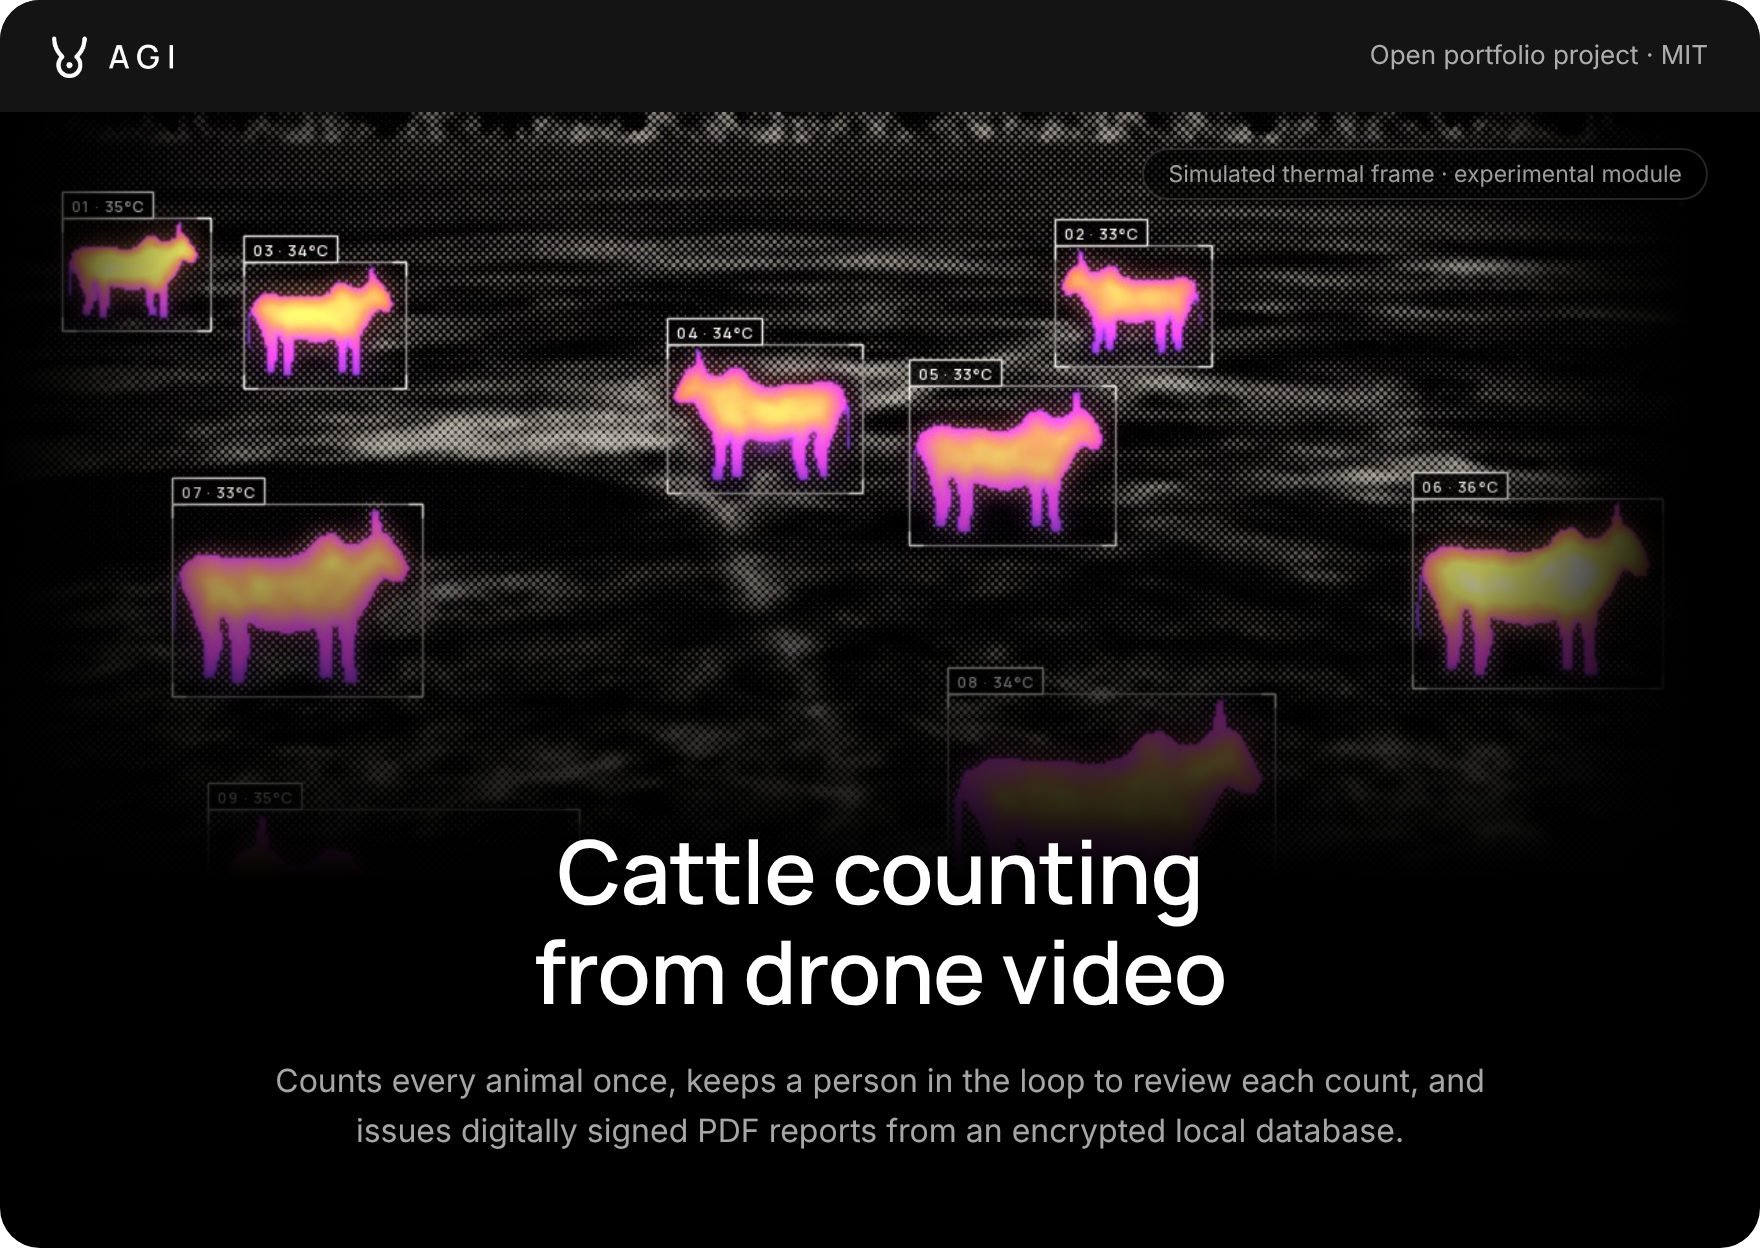 AGI
Open portfolio project · MIT
Simulated thermal frame · experimental module
01 · 35°C
03 · 34°C
02 · 33°C
04 · 34°C
05 · 33°C
07 · 33°C
06 · 36°C
08 · 34°C
09 · 35°C
Cattle counting
from drone video
Counts every animal once, keeps a person in the loop to review each count, and
issues digitally signed PDF reports from an encrypted local database.